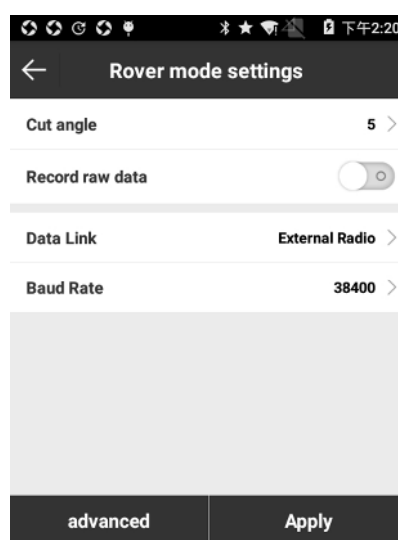 下午2:20
Rover mode settings
Cut angle 5
Record raw data
Data Link External Radio
Baud Rate 38400
advanced Apply